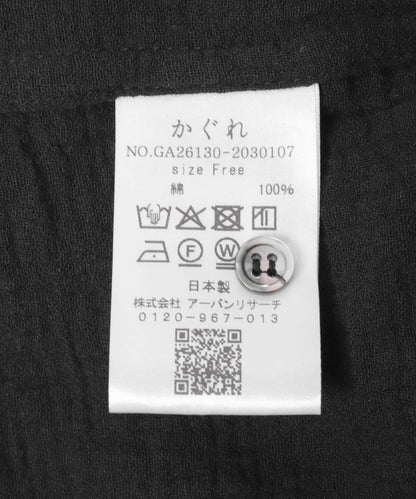 かぐれ
NO.GA26130-2030107
size Free
綿 100%
F W
日本製
株式会社 アーバンリサーチ
0120-967-013